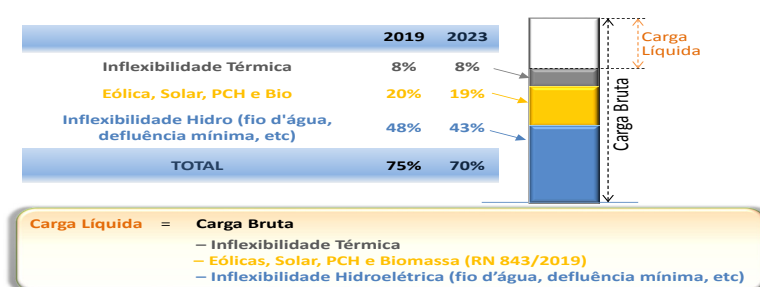 2019 2023
Inflexibilidade Térmica 8% 8%
Eólica, Solar, PCH e Bio 20% 19%
Inflexibilidade Hidro (fio d'água,
defluência mínima, etc) 48% 43%
TOTAL 75% 70%
Carga
Líquida
Carga Bruta
Carga Líquida = Carga Bruta
– Inflexibilidade Térmica
– Eólicas, Solar, PCH e Biomassa (RN 843/2019)
– Inflexibilidade Hidroelétrica (fio d’água, defluência mínima, etc)